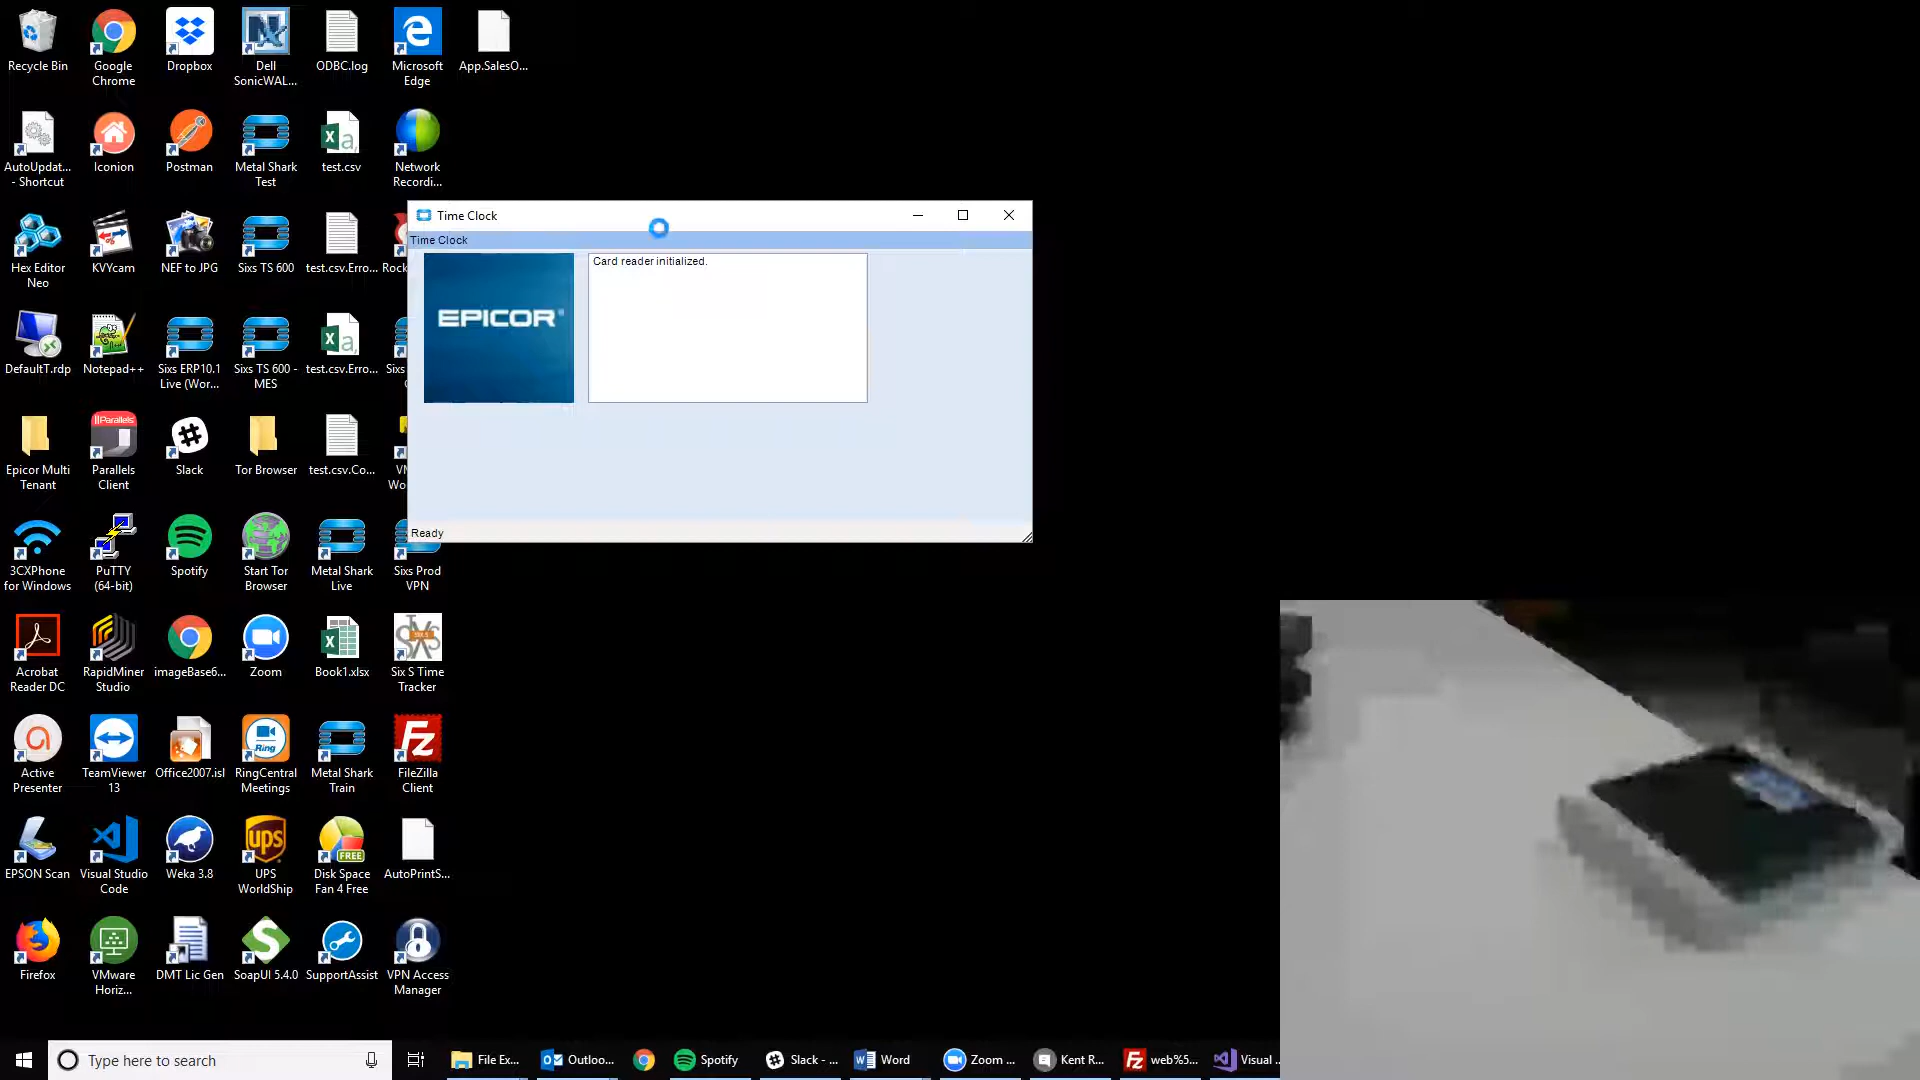 Recycle Bin
Google
Chrome
Dropbox
Dell
SonicWAL...
ODBC.log
Microsoft
Edge
App.SalesO...
AutoUpdat...
- Shortcut
Iconion
Postman
Metal Shark
Test
test.csv
Network
Recordi...
Hex Editor
Neo
KVYcam
NEF to JPG
Sixs TS 600
test.csv.Erro...
Rock
DefaultT.rdp
Notepad++
Sixs ERP10.1
Live (Wor...
Sixs TS 600 -
MES
test.csv.Erro...
Sixs
Epicor Multi
Tenant
Parallels
Client
Slack
Tor Browser
test.csv.Co...
VM
Wo
3CXPhone
for Windows
PuTTY
(64-bit)
Spotify
Start Tor
Browser
Metal Shark
Live
Sixs Prod
VPN
Acrobat
Reader DC
RapidMiner
Studio
imageBase6...
Zoom
Book1.xlsx
Six S Time
Tracker
Active
Presenter
TeamViewer
13
Office2007.isl
RingCentral
Meetings
Metal Shark
Train
FileZilla
Client
EPSON Scan
Visual Studio
Code
Weka 3.8
UPS
WorldShip
Disk Space
Fan 4 Free
AutoPrintS...
Firefox
VMware
Horiz...
DMT Lic Gen
SoapUI 5.4.0
SupportAssist
VPN Access
Manager
Time Clock
Time Clock
EPICOR®
Card reader initialized.
Ready
Type here to search
File Ex...
Outloo...
Spotify
Slack - ...
Word
Zoom ...
Kent R...
web%5...
Visual ...